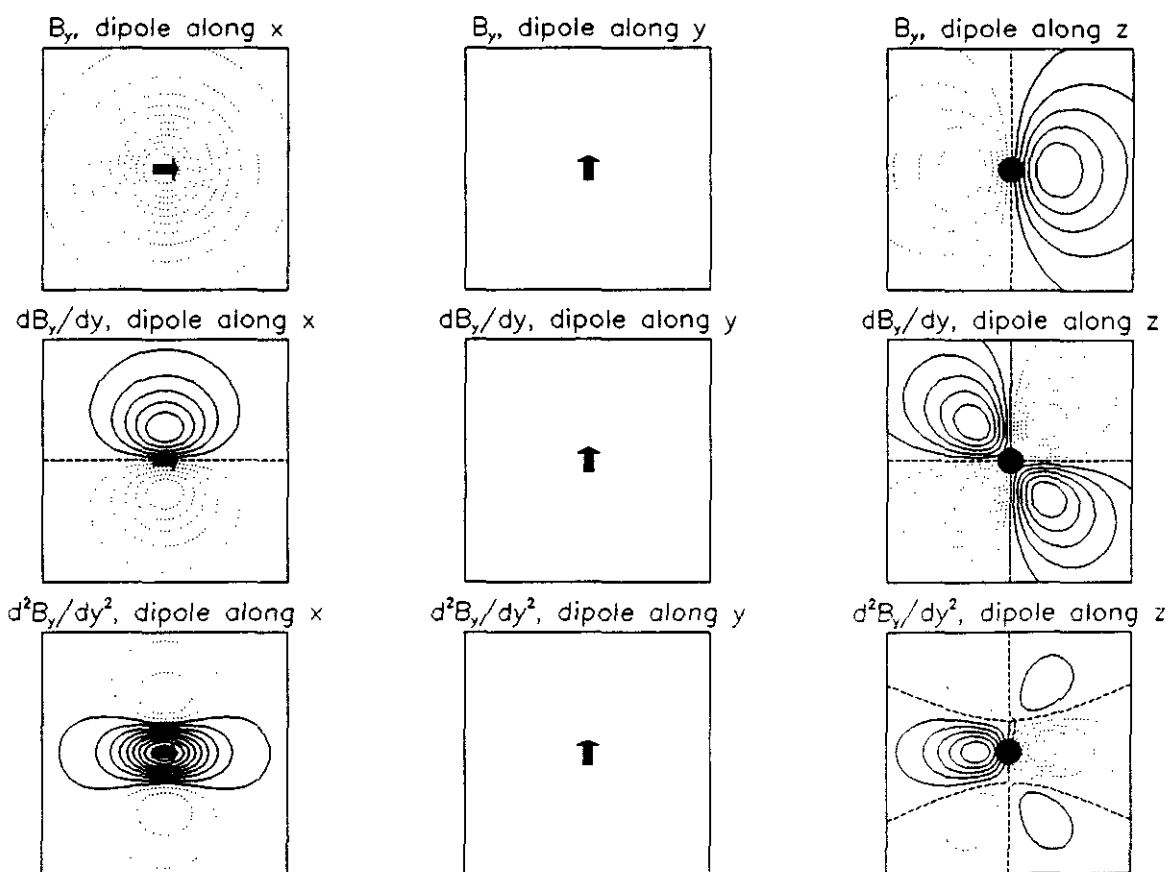 B_y, dipole along x
B_y, dipole along y
B_y, dipole along z
dB_y/dy, dipole along x
dB_y/dy, dipole along y
dB_y/dy, dipole along z
d²B_y/dy², dipole along x
d²B_y/dy², dipole along y
d²B_y/dy², dipole along z